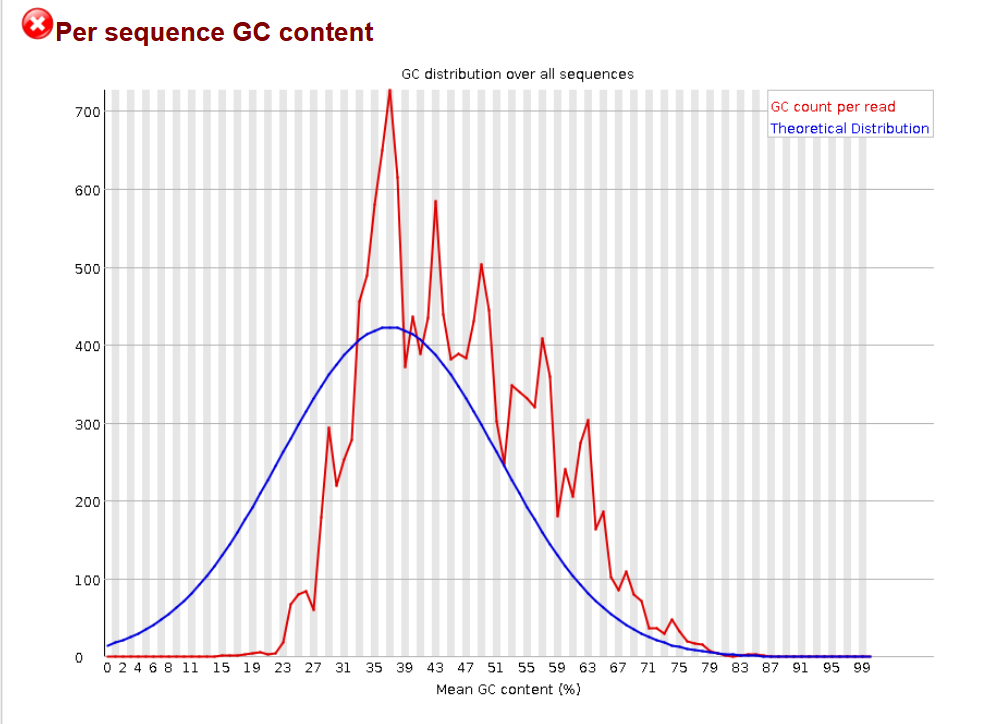 Per sequence GC content
GC distribution over all sequences
GC count per read
Theoretical Distribution
700
600
500
400
300
200
100
0
0 2 4 6 8 11 15 19 23 27 31 35 39 43 47 51 55 59 63 67 71 75 79 83 87 91 95 99
Mean GC content (%)